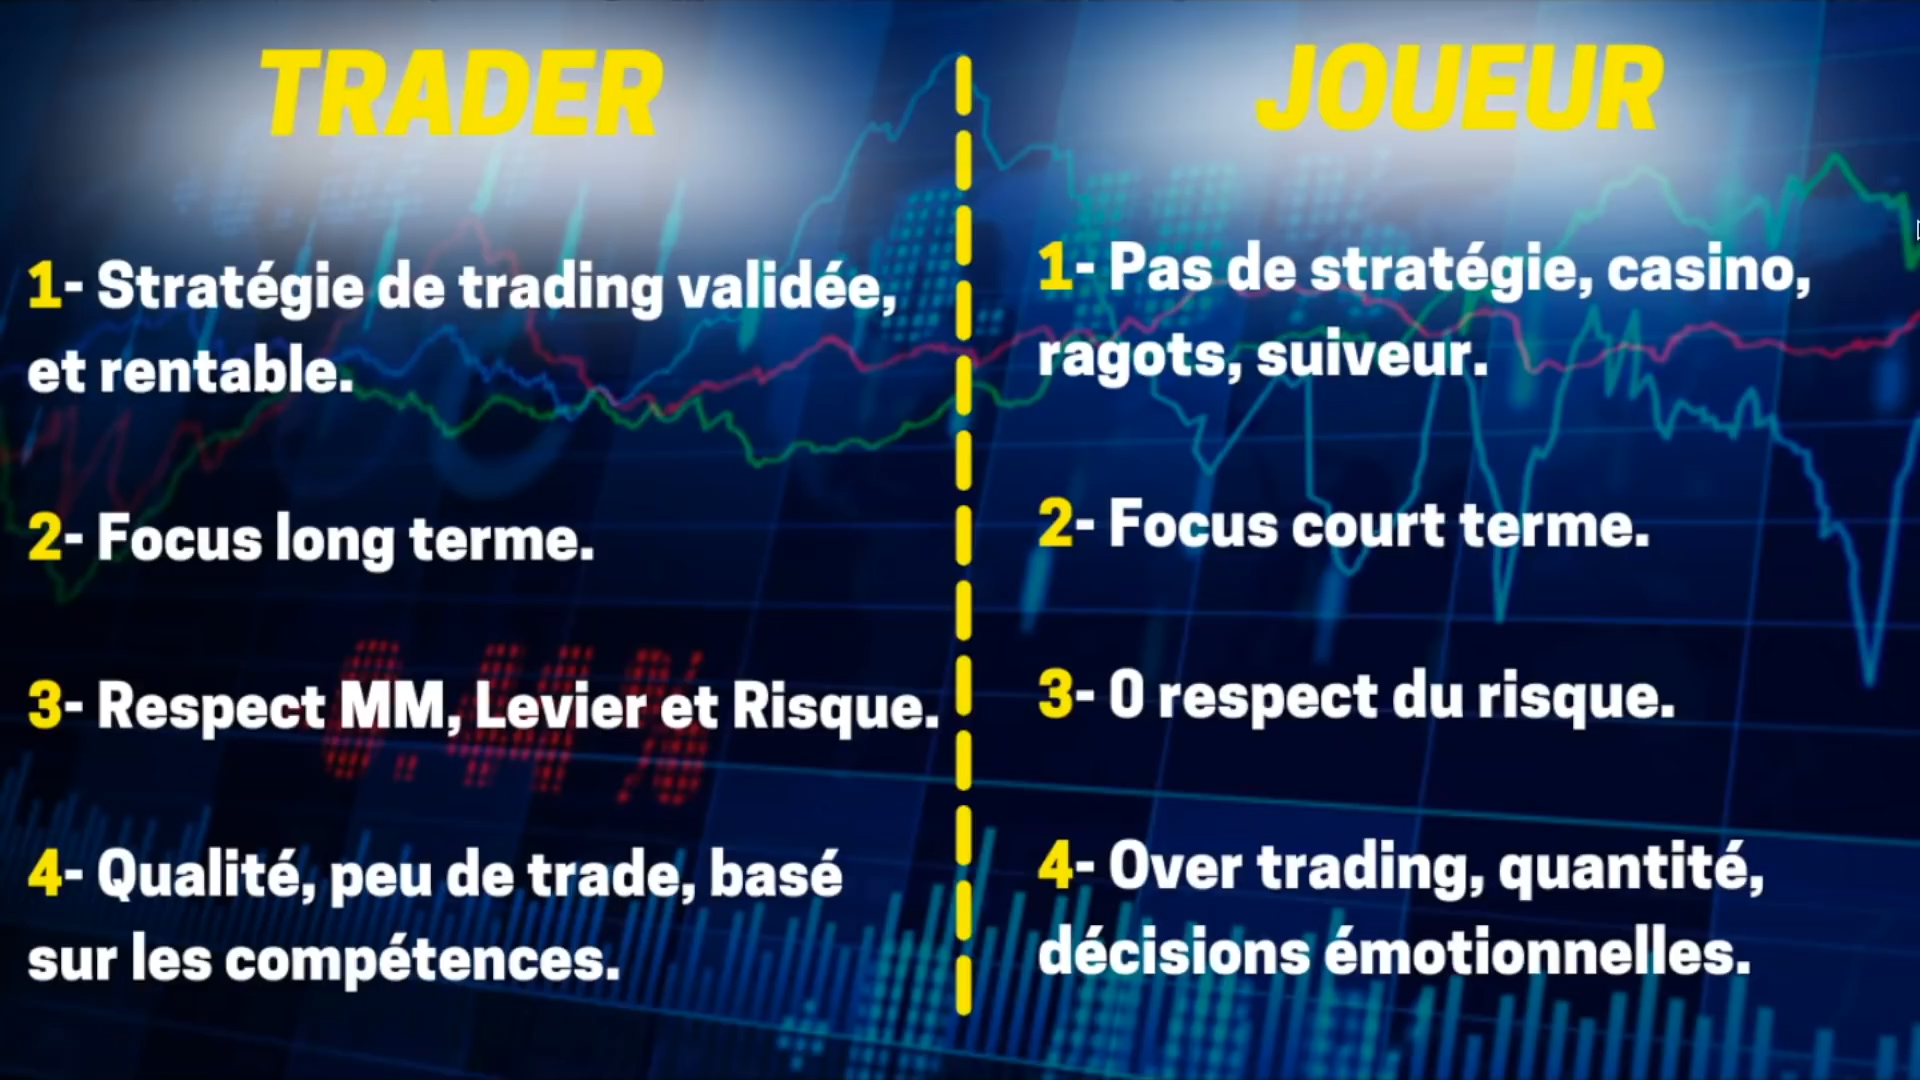 TRADER
1- Stratégie de trading validée,
et rentable.
2- Focus long terme.
3- Respect MM, Levier et Risque.
4- Qualité, peu de trade, basé
sur les compétences.
JOUEUR
1- Pas de stratégie, casino,
ragots, suiveur.
2- Focus court terme.
3- 0 respect du risque.
4- Over trading, quantité,
décisions émotionnelles.